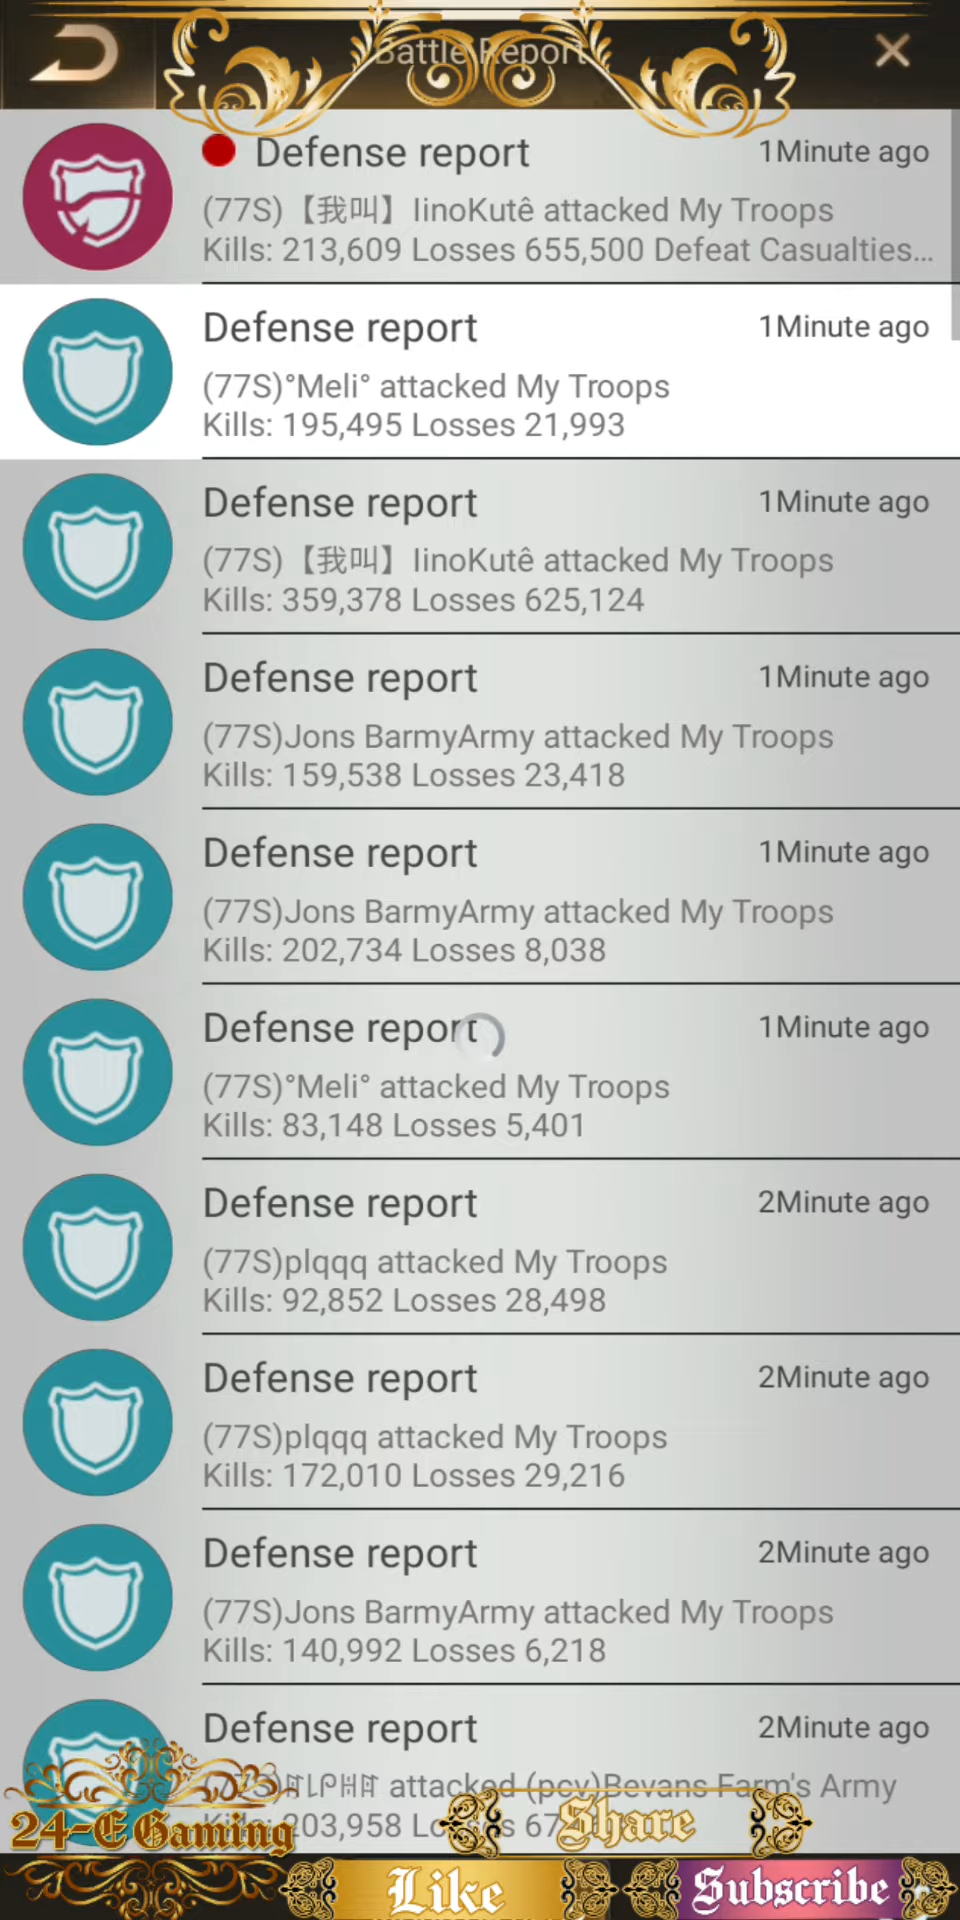 Battle Report
Defense report
1Minute ago
(77S)【我叫】IinoKutê attacked My Troops
Kills: 213,609 Losses 655,500 Defeat Casualties...
Defense report
1Minute ago
(77S)°Meli° attacked My Troops
Kills: 195,495 Losses 21,993
Defense report
1Minute ago
(77S)【我叫】IinoKutê attacked My Troops
Kills: 359,378 Losses 625,124
Defense report
1Minute ago
(77S)Jons BarmyArmy attacked My Troops
Kills: 159,538 Losses 23,418
Defense report
1Minute ago
(77S)Jons BarmyArmy attacked My Troops
Kills: 202,734 Losses 8,038
Defense report
1Minute ago
(77S)°Meli° attacked My Troops
Kills: 83,148 Losses 5,401
Defense report
2Minute ago
(77S)plqqq attacked My Troops
Kills: 92,852 Losses 28,498
Defense report
2Minute ago
(77S)plqqq attacked My Troops
Kills: 172,010 Losses 29,216
Defense report
2Minute ago
(77S)Jons BarmyArmy attacked My Troops
Kills: 140,992 Losses 6,218
Defense report
2Minute ago
attacked (pcy)Bevans Farm's Army
203,958
24-E Gaming
Share
Like
Subscribe